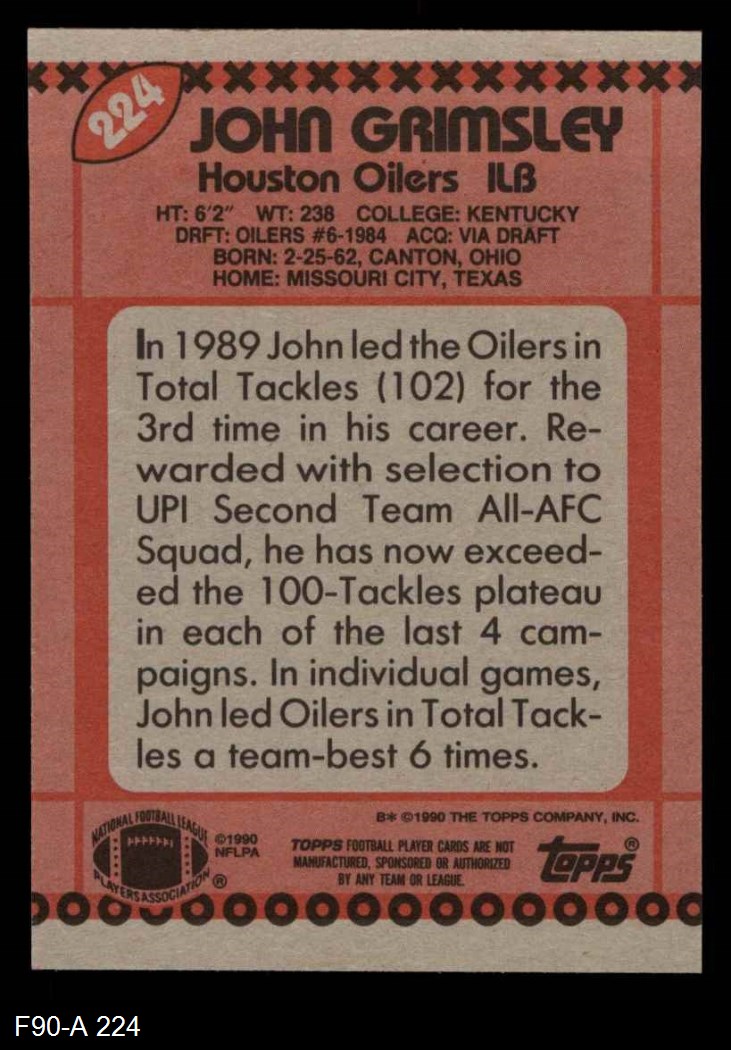 224
JOHN GRIMSLEY
Houston Oilers ILB
HT: 6'2" WT: 238 COLLEGE: KENTUCKY
DRFT: OILERS #6-1984 ACQ: VIA DRAFT
BORN: 2-25-62, CANTON, OHIO
HOME: MISSOURI CITY, TEXAS
In 1989 John led the Oilers in
Total Tackles (102) for the
3rd time in his career. Re-
warded with selection to
UPI Second Team All-AFC
Squad, he has now exceed-
ed the 100-Tackles plateau
in each of the last 4 cam-
paigns. In individual games,
John led Oilers in Total Tack-
les a team-best 6 times.
B* ©1990 THE TOPPS COMPANY, INC.
NATIONAL FOOTBALL LEAGUE
PLAYERS ASSOCIATION ®
©1990
NFLPA
TOPPS FOOTBALL PLAYER CARDS ARE NOT
MANUFACTURED, SPONSORED OR AUTHORIZED
BY ANY TEAM OR LEAGUE.
topps®
F90-A 224